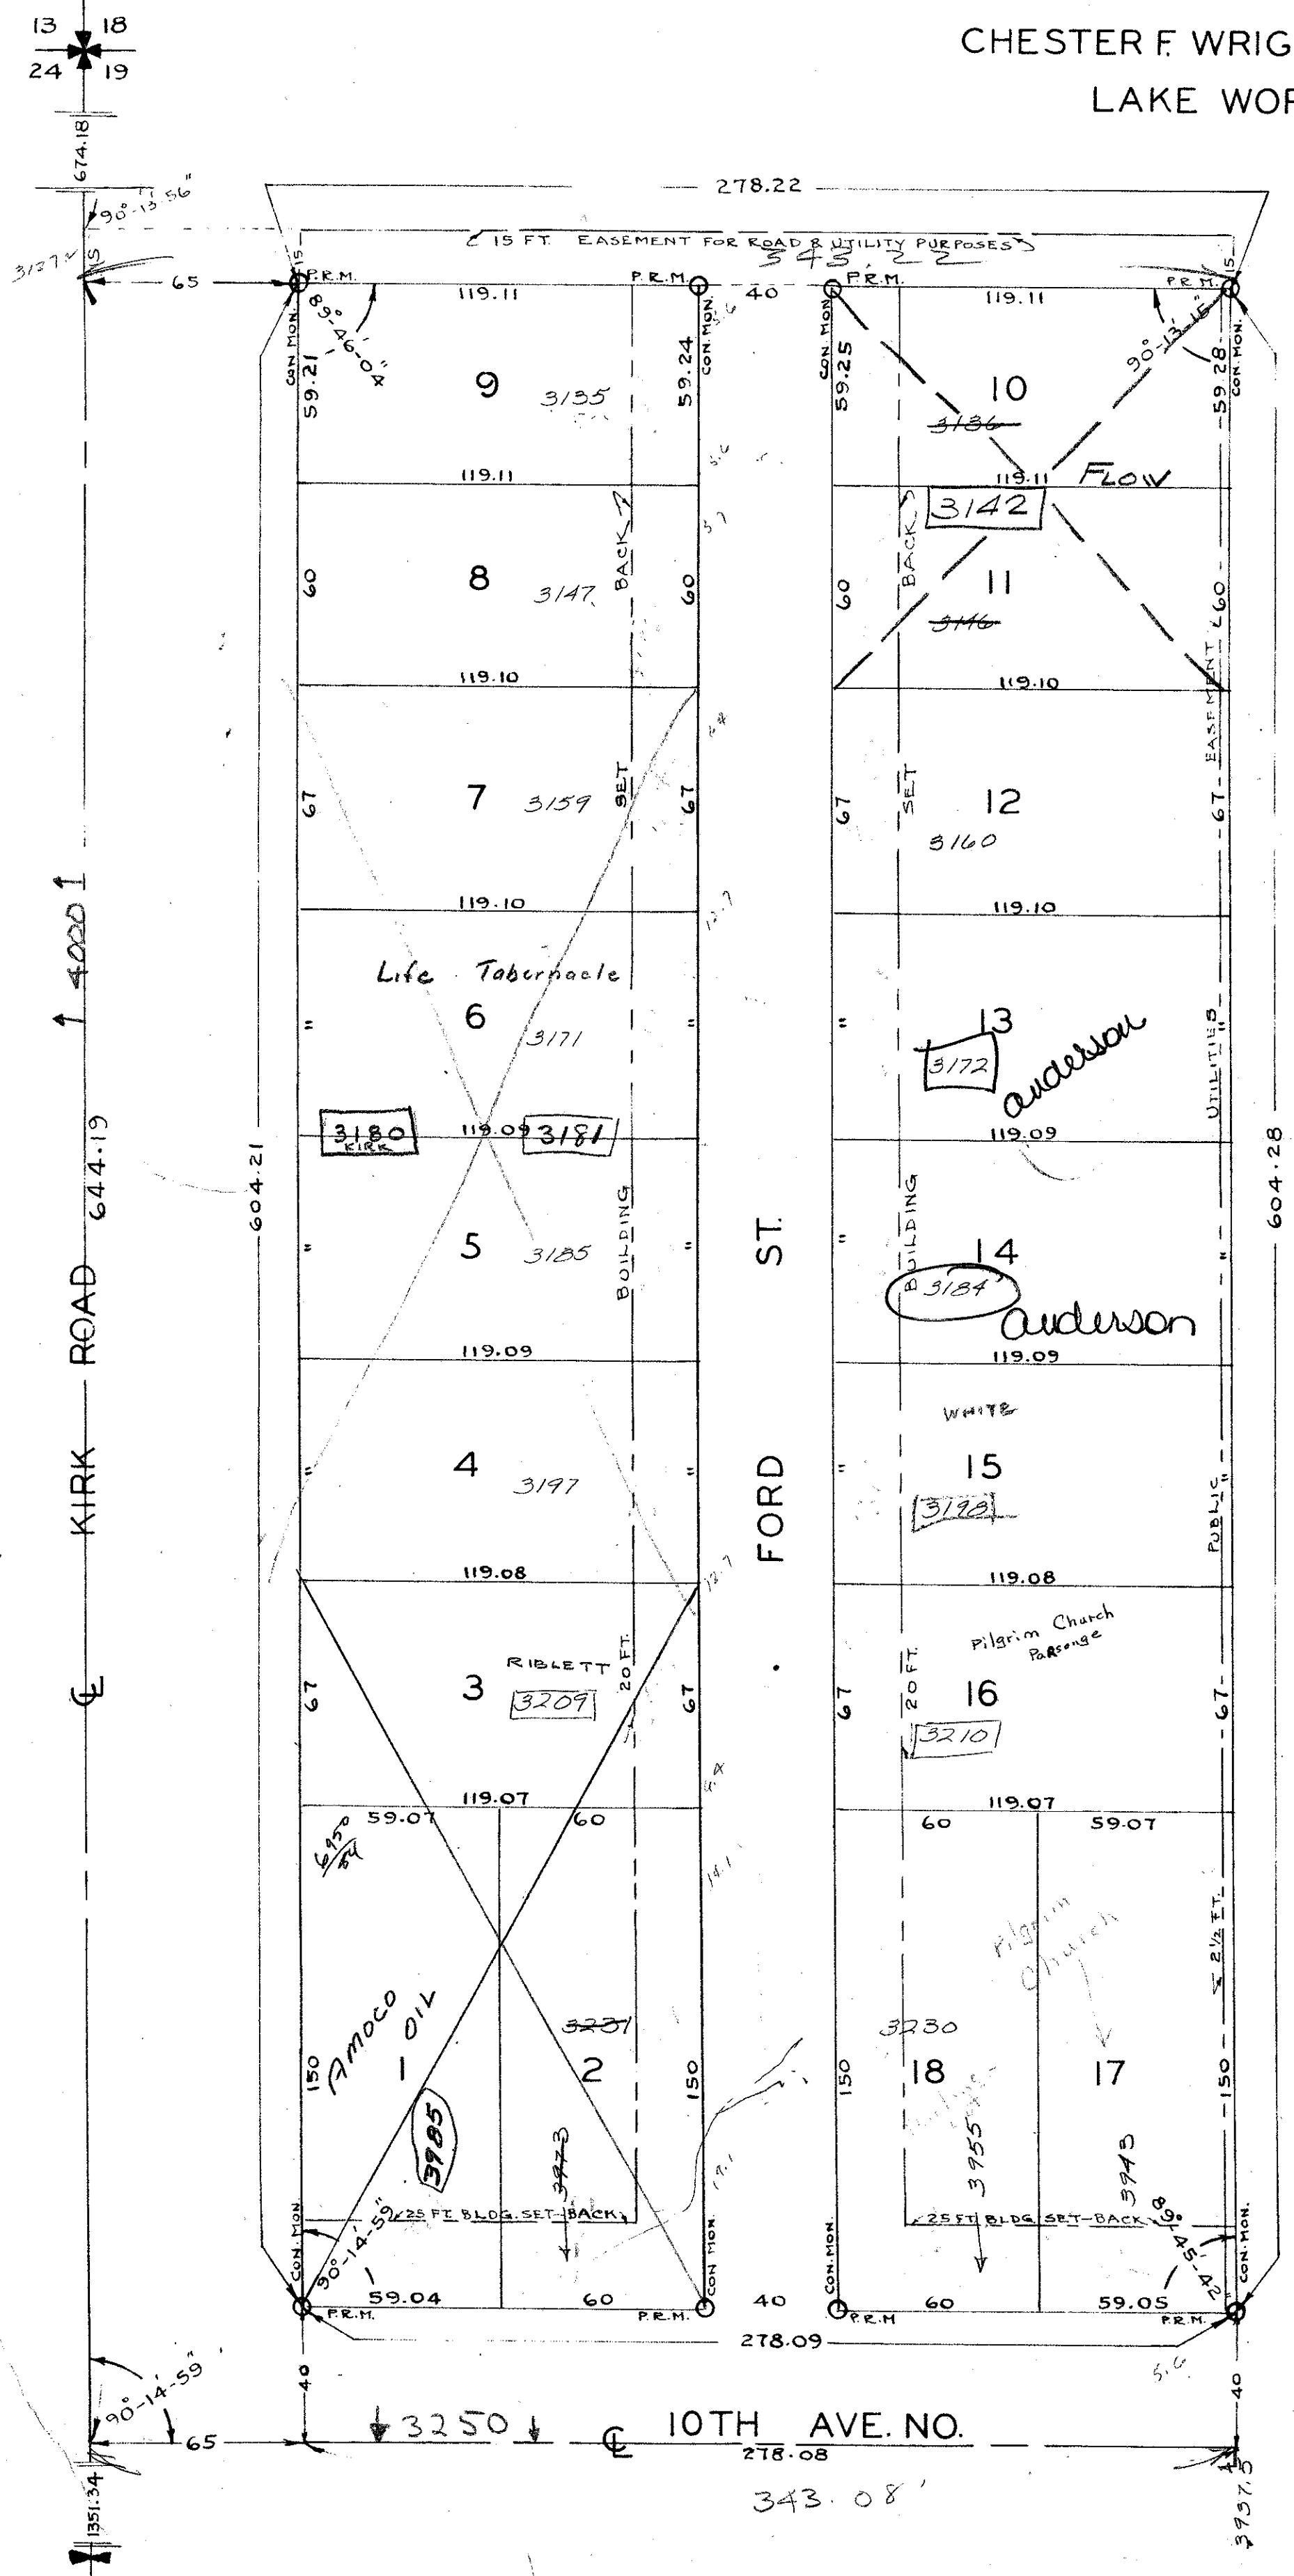 CHESTER F. WRIG
LAKE WOR
13 18
24 19
674.18
90°-13'-56"
15
65
278.22
15 FT. EASEMENT FOR ROAD & UTILITY PURPOSES
343.22
15
15
P.R.M.
P.R.M.
P.R.M.
P.R.M.
119.11
40
119.11
CON. MON.
CON. MON.
CON. MON.
CON. MON.
89°-46'-04"
90°-13'-15"
59.21
59.24
59.25
59.28
9 3135
10
3136
119.11
119.11 FLOW
3142
BACK
BACK
60
8 3147
60
60
11
3146
60
119.10
119.10
EASEMENT
67
7 3159
SET
67
67
SET
12
3160
67
119.10
119.10
4000
Life Tabernacle
" 6 3171 "
" 13 "
3172
anderson
UTILITIES
3180
KIRK
119.09
3181
119.09
644.19
604.21
604.28
BUILDING
BUILDING
" 5 3185 "
ST.
" 14 "
3184
anderson
119.09
119.09
KIRK ROAD
WHITE
" 4 3197 "
FORD
" 15 "
3198
PUBLIC
119.08
119.08
Pilgrim Church
Parsonge
RIBLETT
20 FT.
20 FT.
67
3
3209
67
67
16
3210
67
119.07
119.07
59.07
60
60
59.07
6950
54
Pilgrim
Church
2½ FT.
AMOCO
OIL
3231
3230
150
1
2
150
150
18
17
150
3985
3973
3955
3943
25 FT. BLDG. SET-BACK
25 FT. BLDG. SET-BACK
CON. MON.
CON. MON.
CON. MON.
CON. MON.
90°-14'-59"
89°-45'-42"
59.04
60
40
60
59.05
P.R.M.
P.R.M.
P.R.M
P.R.M.
278.09
5.6
90°-14'-59"
40
40
65
3250
℄ 10TH AVE. NO.
278.08
343.08'
1351.34
3937.5
℄